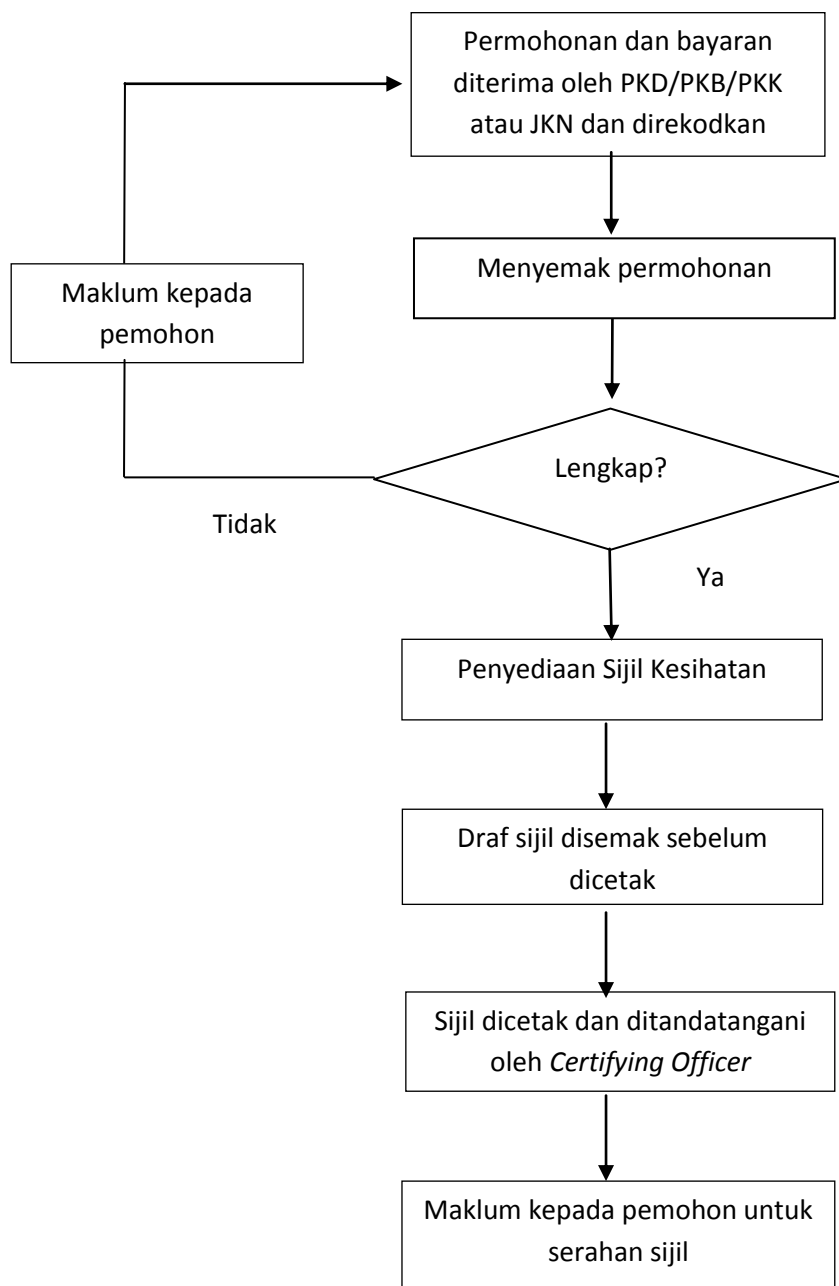 Permohonan dan bayaran
diterima oleh PKD/PKB/PKK
atau JKN dan direkodkan
Menyemak permohonan
Maklum kepada
pemohon
Lengkap?
Tidak
Ya
Penyediaan Sijil Kesihatan
Draf sijil disemak sebelum
dicetak
Sijil dicetak dan ditandatangani
oleh Certifying Officer
Maklum kepada pemohon untuk
serahan sijil